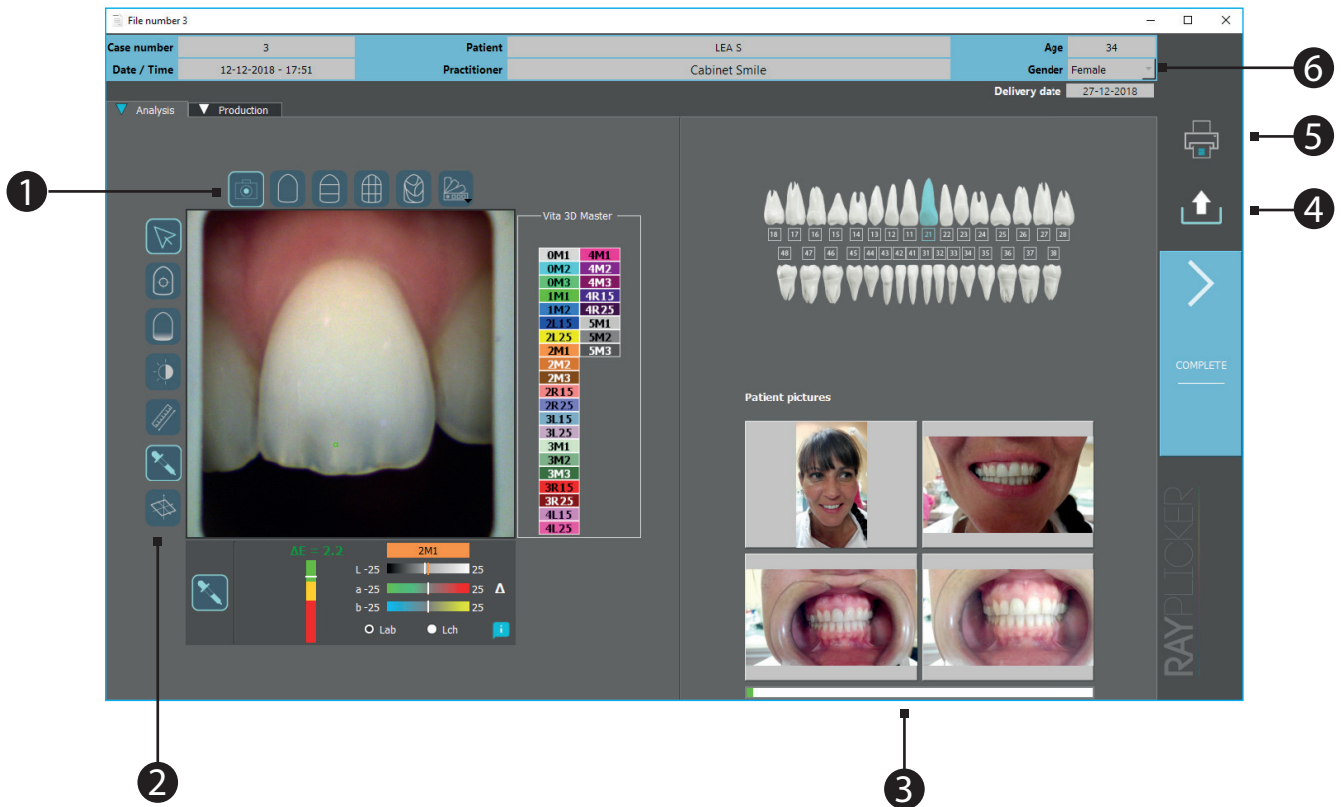 File number 3
Case number 3 Patient LEA S Age 34
Date / Time 12-12-2018 - 17:51 Practitioner Cabinet Smile Gender Female
Delivery date 27-12-2018
Analysis Production
1
2
3
4
5
6
Vita 3D Master
0M1 4M1
0M2 4M2
0M3 4M3
1M1 4R15
1M2 4R25
2L15 5M1
2L25 5M2
2M1 5M3
2M2
2M3
2R15
2R25
3L15
3L25
3M1
3M2
3M3
3R15
3R25
4L15
4L25
ΔE = 2.2
2M1
L -25 25
a -25 25 Δ
b -25 25
Lab Lch i
18 17 16 15 14 13 12 11 21 22 23 24 25 26 27 28
48 47 46 45 44 43 42 41 31 32 33 34 35 36 37 38
Patient pictures
COMPLETE
RAYPLICKER